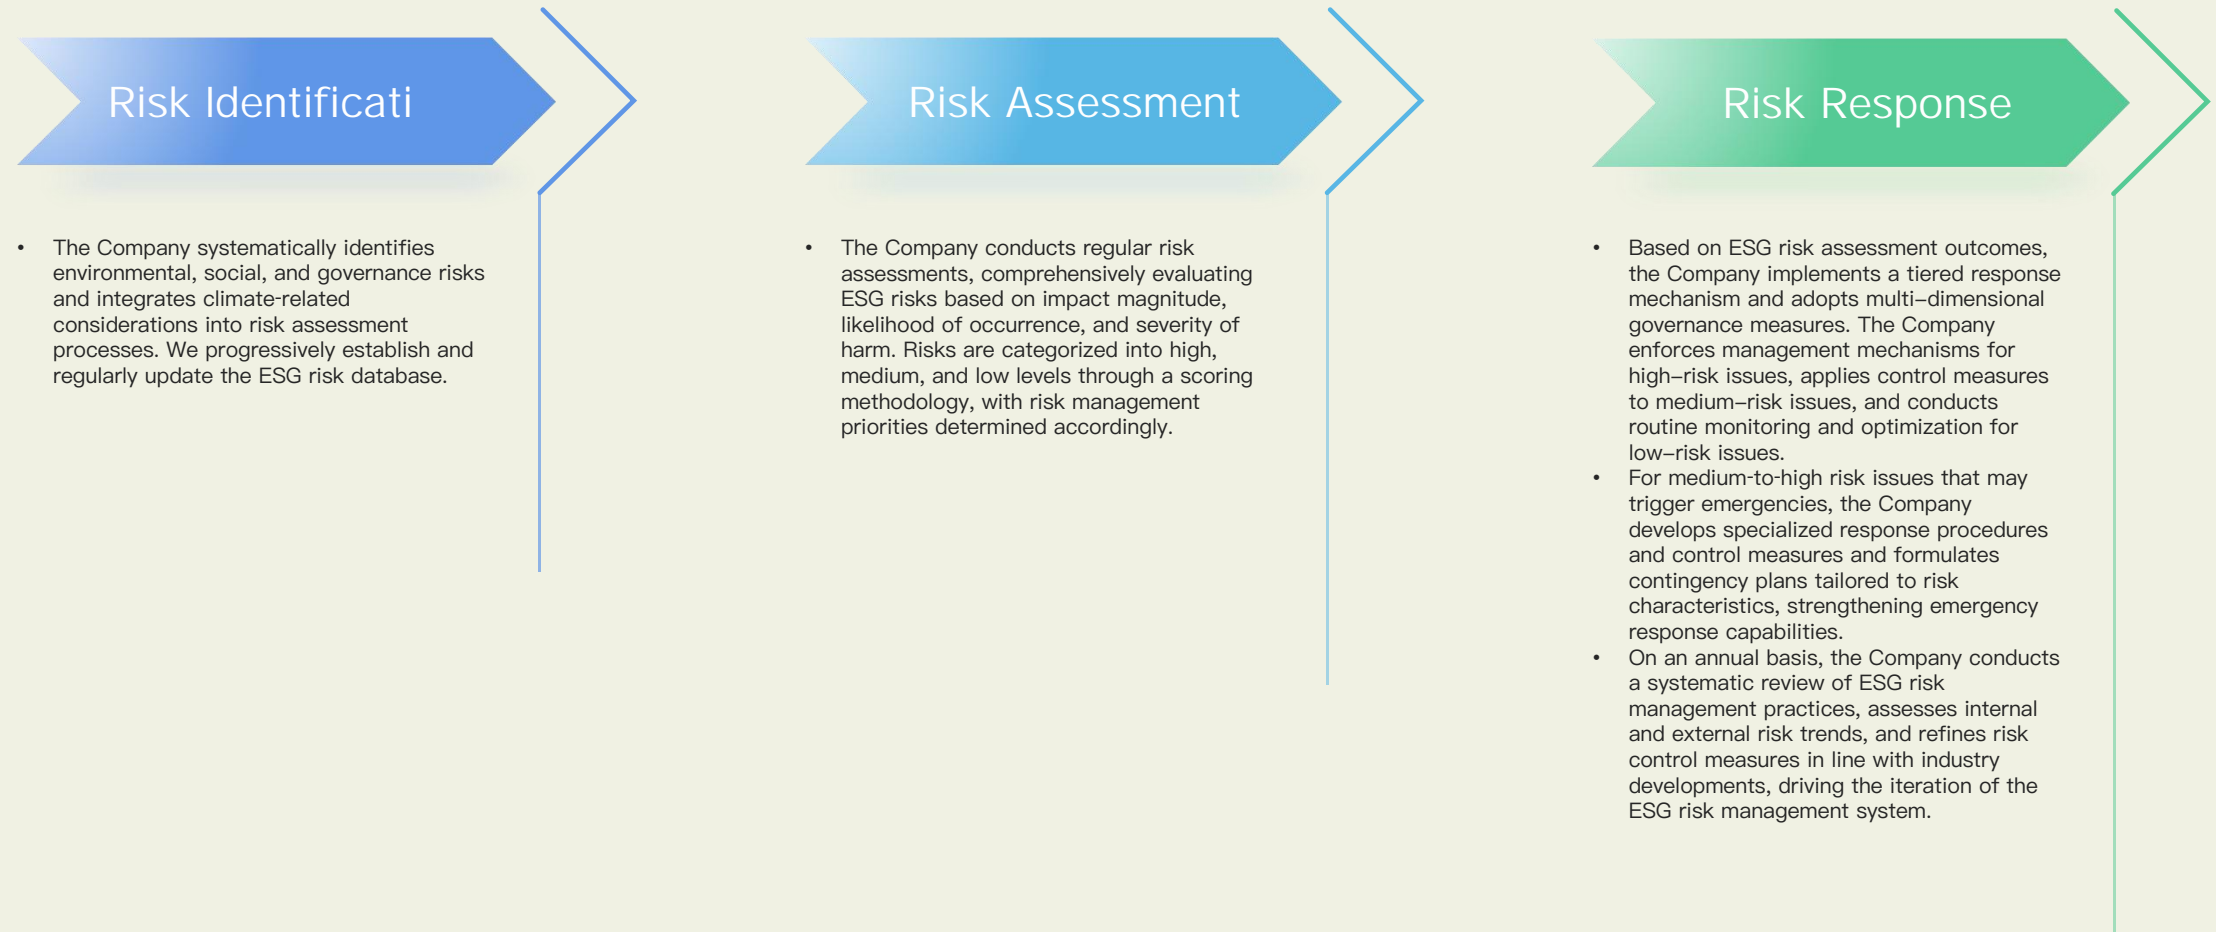 Risk Identificati
• The Company systematically identifies
environmental, social, and governance risks
and integrates climate-related
considerations into risk assessment
processes. We progressively establish and
regularly update the ESG risk database.
Risk Assessment
• The Company conducts regular risk
assessments, comprehensively evaluating
ESG risks based on impact magnitude,
likelihood of occurrence, and severity of
harm. Risks are categorized into high,
medium, and low levels through a scoring
methodology, with risk management
priorities determined accordingly.
Risk Response
• Based on ESG risk assessment outcomes,
the Company implements a tiered response
mechanism and adopts multi–dimensional
governance measures. The Company
enforces management mechanisms for
high–risk issues, applies control measures
to medium–risk issues, and conducts
routine monitoring and optimization for
low–risk issues.
• For medium-to-high risk issues that may
trigger emergencies, the Company
develops specialized response procedures
and control measures and formulates
contingency plans tailored to risk
characteristics, strengthening emergency
response capabilities.
• On an annual basis, the Company conducts
a systematic review of ESG risk
management practices, assesses internal
and external risk trends, and refines risk
control measures in line with industry
developments, driving the iteration of the
ESG risk management system.